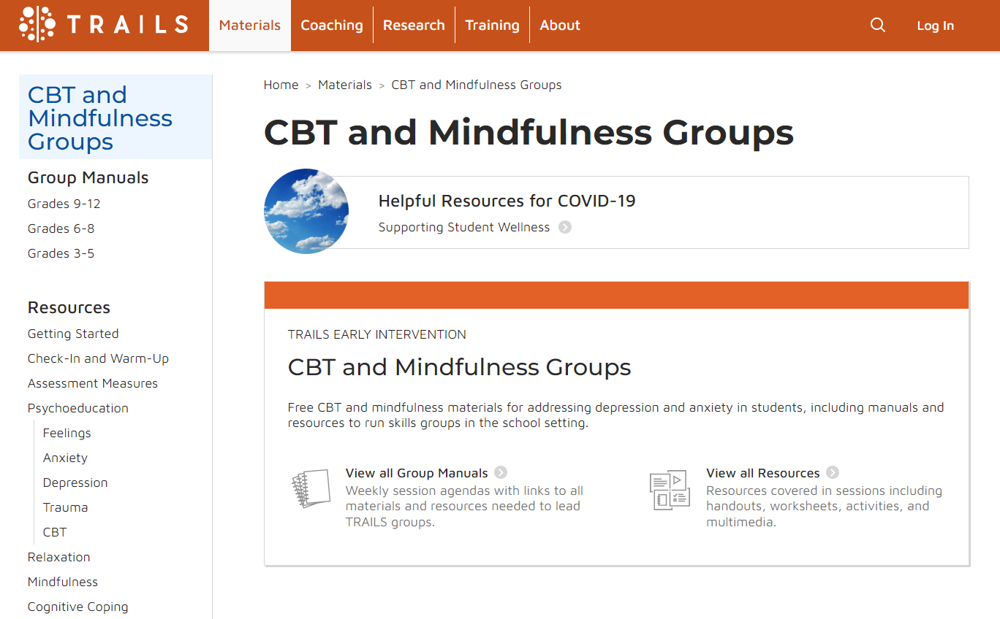 TRAILS
Materials
Coaching
Research
Training
About
Log In
CBT and
Mindfulness
Groups
Group Manuals
Grades 9-12
Grades 6-8
Grades 3-5
Resources
Getting Started
Check-In and Warm-Up
Assessment Measures
Psychoeducation
Feelings
Anxiety
Depression
Trauma
CBT
Relaxation
Mindfulness
Cognitive Coping
Home > Materials > CBT and Mindfulness Groups
CBT and Mindfulness Groups
Helpful Resources for COVID-19
Supporting Student Wellness
TRAILS EARLY INTERVENTION
CBT and Mindfulness Groups
Free CBT and mindfulness materials for addressing depression and anxiety in students, including manuals and
resources to run skills groups in the school setting.
View all Group Manuals
Weekly session agendas with links to all
materials and resources needed to lead
TRAILS groups.
View all Resources
Resources covered in sessions including
handouts, worksheets, activities, and
multimedia.